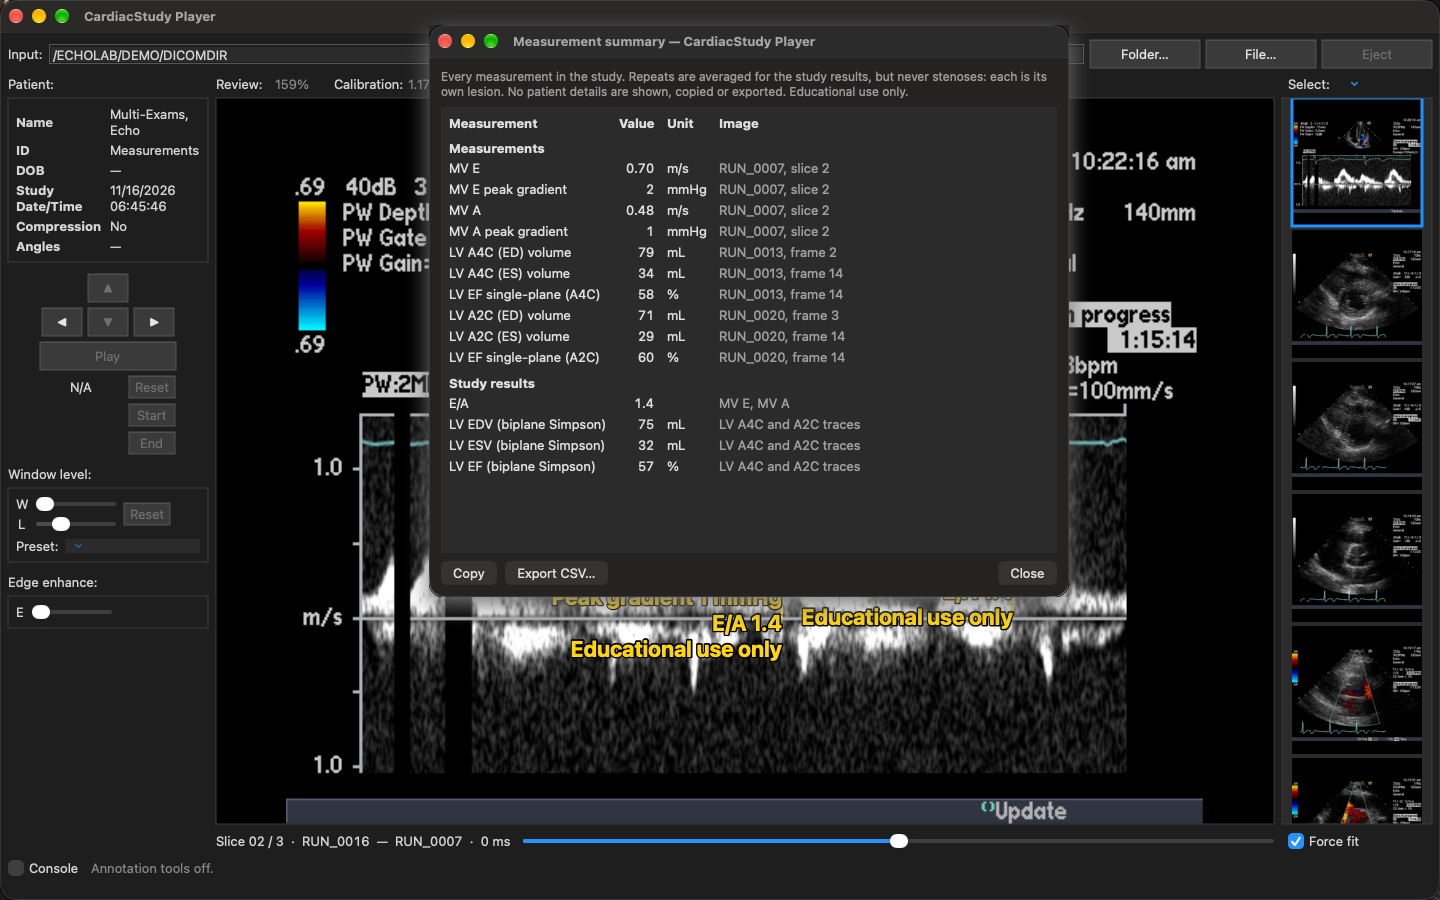 CardiacStudy Player
Input: /ECHOLAB/DEMO/DICOMDIR
Folder... File... Eject
Patient:
Name Multi-Exams, Echo
ID Measurements
DOB —
Study Date/Time 11/16/2026 06:45:46
Compression No
Angles —
Play
N/A Reset
Start
End
Window level:
W
L
Reset
Preset:
Edge enhance:
E
Review: 159% Calibration: 1.17
Measurement summary — CardiacStudy Player
Every measurement in the study. Repeats are averaged for the study results, but never stenoses: each is its
own lesion. No patient details are shown, copied or exported. Educational use only.
Measurement Value Unit Image
Measurements
MV E 0.70 m/s RUN_0007, slice 2
MV E peak gradient 2 mmHg RUN_0007, slice 2
MV A 0.48 m/s RUN_0007, slice 2
MV A peak gradient 1 mmHg RUN_0007, slice 2
LV A4C (ED) volume 79 mL RUN_0013, frame 2
LV A4C (ES) volume 34 mL RUN_0013, frame 14
LV EF single-plane (A4C) 58 % RUN_0013, frame 14
LV A2C (ED) volume 71 mL RUN_0020, frame 3
LV A2C (ES) volume 29 mL RUN_0020, frame 14
LV EF single-plane (A2C) 60 % RUN_0020, frame 14
Study results
E/A 1.4 MV E, MV A
LV EDV (biplane Simpson) 75 mL LV A4C and A2C traces
LV ESV (biplane Simpson) 32 mL LV A4C and A2C traces
LV EF (biplane Simpson) 57 % LV A4C and A2C traces
Copy Export CSV... Close
10:22:16 am
.69 40dB 3
PW Dept
z 140mm
PW Gate
PW Gain:
.69
progress
1:15:14
bpm
=100mm/s
PW:2M
1.0
m/s
1.0
Peak gradient 1 mmHg
E/A 1.4
Educational use only
Educational use only
Update
Select:
Slice 02 / 3 · RUN_0016 — RUN_0007 · 0 ms
Force fit
Console Annotation tools off.